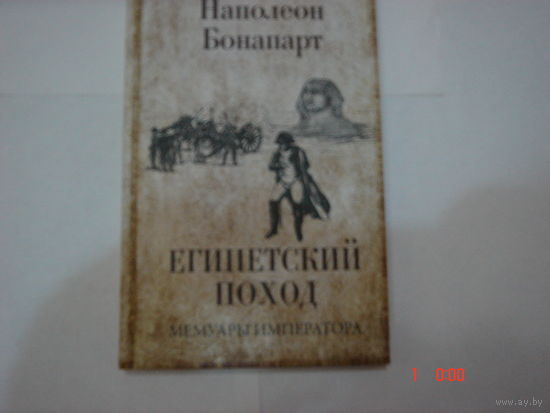 Наполеон
Бонапарт
ЕГИПЕТСКИЙ
ПОХОД
МЕМУАРЫ ИМПЕРАТОРА
1 0:00
www.ay.by